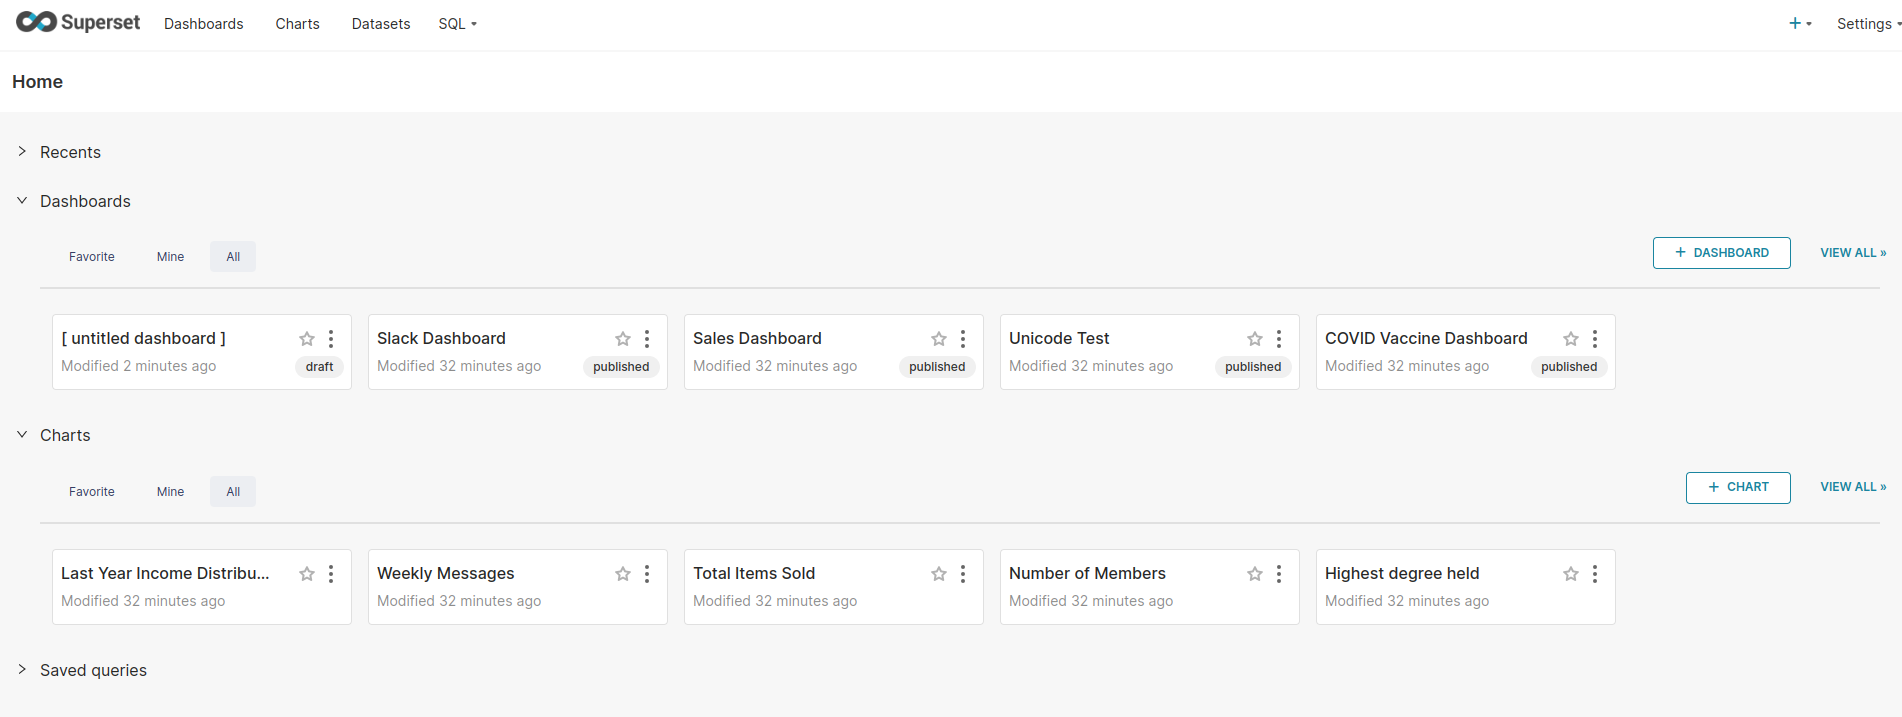 Superset Dashboards Charts Datasets SQL + Settings
Home
Recents
Dashboards
Favorite Mine All + DASHBOARD VIEW ALL »
[ untitled dashboard ] Slack Dashboard Sales Dashboard Unicode Test COVID Vaccine Dashboard
Modified 2 minutes ago draft Modified 32 minutes ago published Modified 32 minutes ago published Modified 32 minutes ago published Modified 32 minutes ago published
Charts
Favorite Mine All + CHART VIEW ALL »
Last Year Income Distribu... Weekly Messages Total Items Sold Number of Members Highest degree held
Modified 32 minutes ago Modified 32 minutes ago Modified 32 minutes ago Modified 32 minutes ago Modified 32 minutes ago
Saved queries